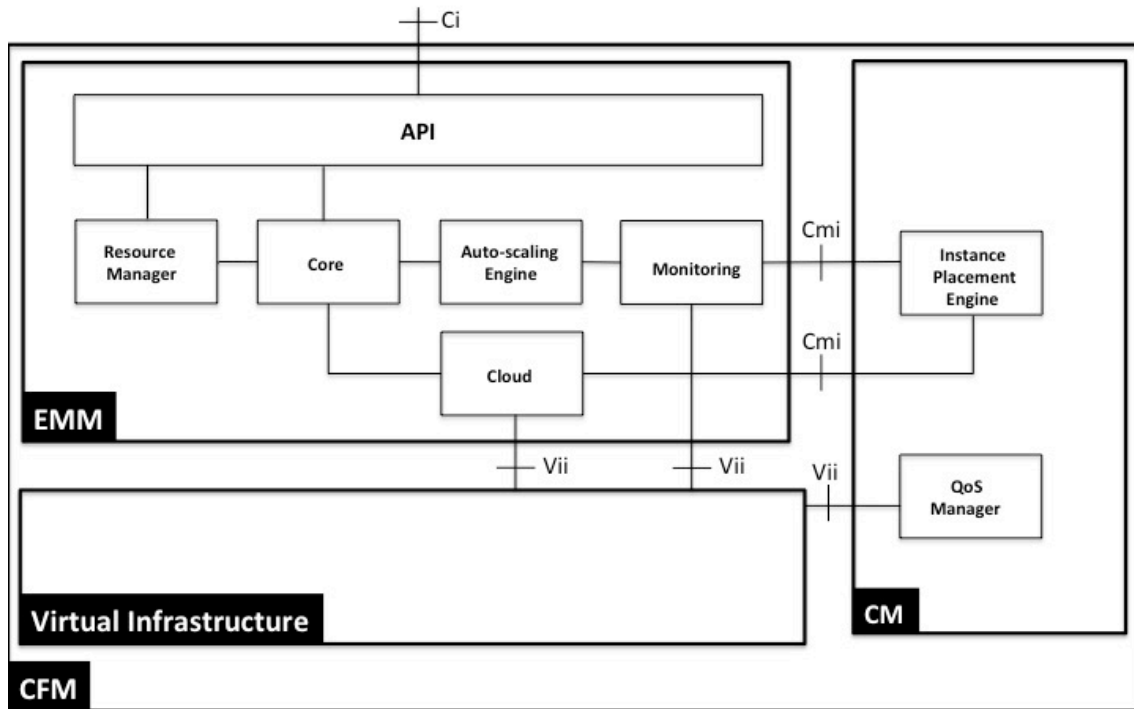 Ci
API
Resource
Manager
Core
Auto-scaling
Engine
Monitoring
Cmi
Instance
Placement
Engine
Cloud
Cmi
EMM
Vii
Vii
Vii
QoS
Manager
Virtual Infrastructure
CM
CFM